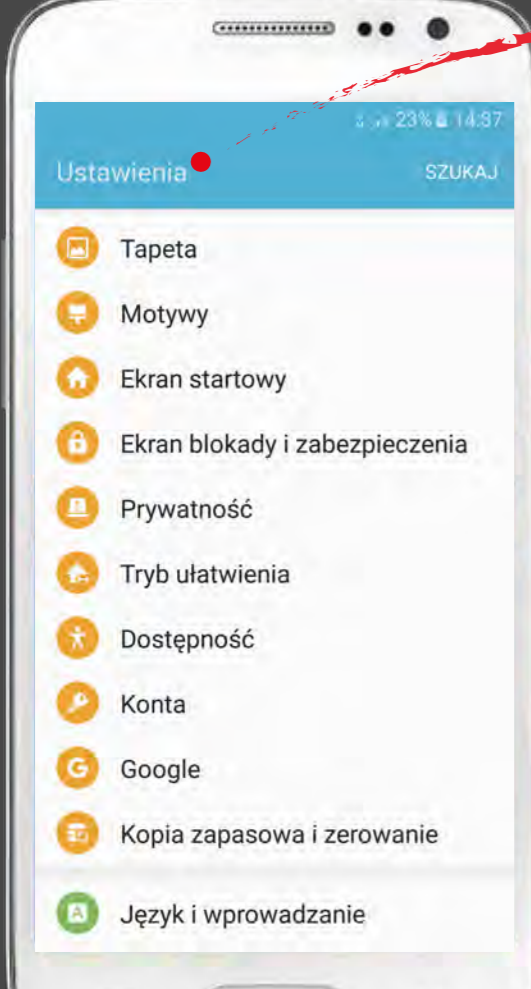 23% 14:37
Ustawienia SZUKAJ
Tapeta
Motywy
Ekran startowy
Ekran blokady i zabezpieczenia
Prywatność
Tryb ułatwienia
Dostępność
Konta
Google
Kopia zapasowa i zerowanie
Język i wprowadzanie